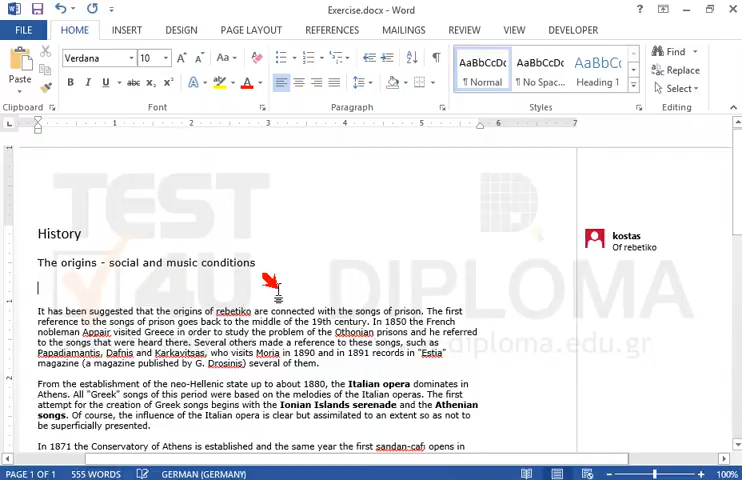 Exercise.docx - Word
FILE HOME INSERT DESIGN PAGE LAYOUT REFERENCES MAILINGS REVIEW VIEW DEVELOPER
Paste
Clipboard
Verdana 10
Font
Paragraph
AaBbCcDc AaBbCcDc AaBbCc
¶ Normal ¶ No Spac... Heading 1
Styles
Find
Replace
Select
Editing
1 2 3 4 5 6 7
TEST
4U DIPLOMA
diploma.edu.gr
History
The origins - social and music conditions
It has been suggested that the origins of rebetiko are connected with the songs of prison. The first
reference to the songs of prison goes back to the middle of the 19th century. In 1850 the French
nobleman Appair visited Greece in order to study the problem of the Othonian prisons and he referred
to the songs that were heard there. Several others made a reference to these songs, such as
Papadiamantis, Dafnis and Karkavitsas, who visits Moria in 1890 and in 1891 records in "Estia"
magazine (a magazine published by G. Drosinis) several of them.
From the establishment of the neo-Hellenic state up to about 1880, the Italian opera dominates in
Athens. All "Greek" songs of this period were based on the melodies of the Italian operas. The first
attempt for the creation of Greek songs begins with the Ionian Islands serenade and the Athenian
songs. Of course, the influence of the Italian opera is clear but assimilated to an extent so as not to
be superficially presented.
In 1871 the Conservatory of Athens is established and the same year the first sandan-cafi opens in
kostas
Of rebetiko
PAGE 1 OF 1 555 WORDS GERMAN (GERMANY) 100%